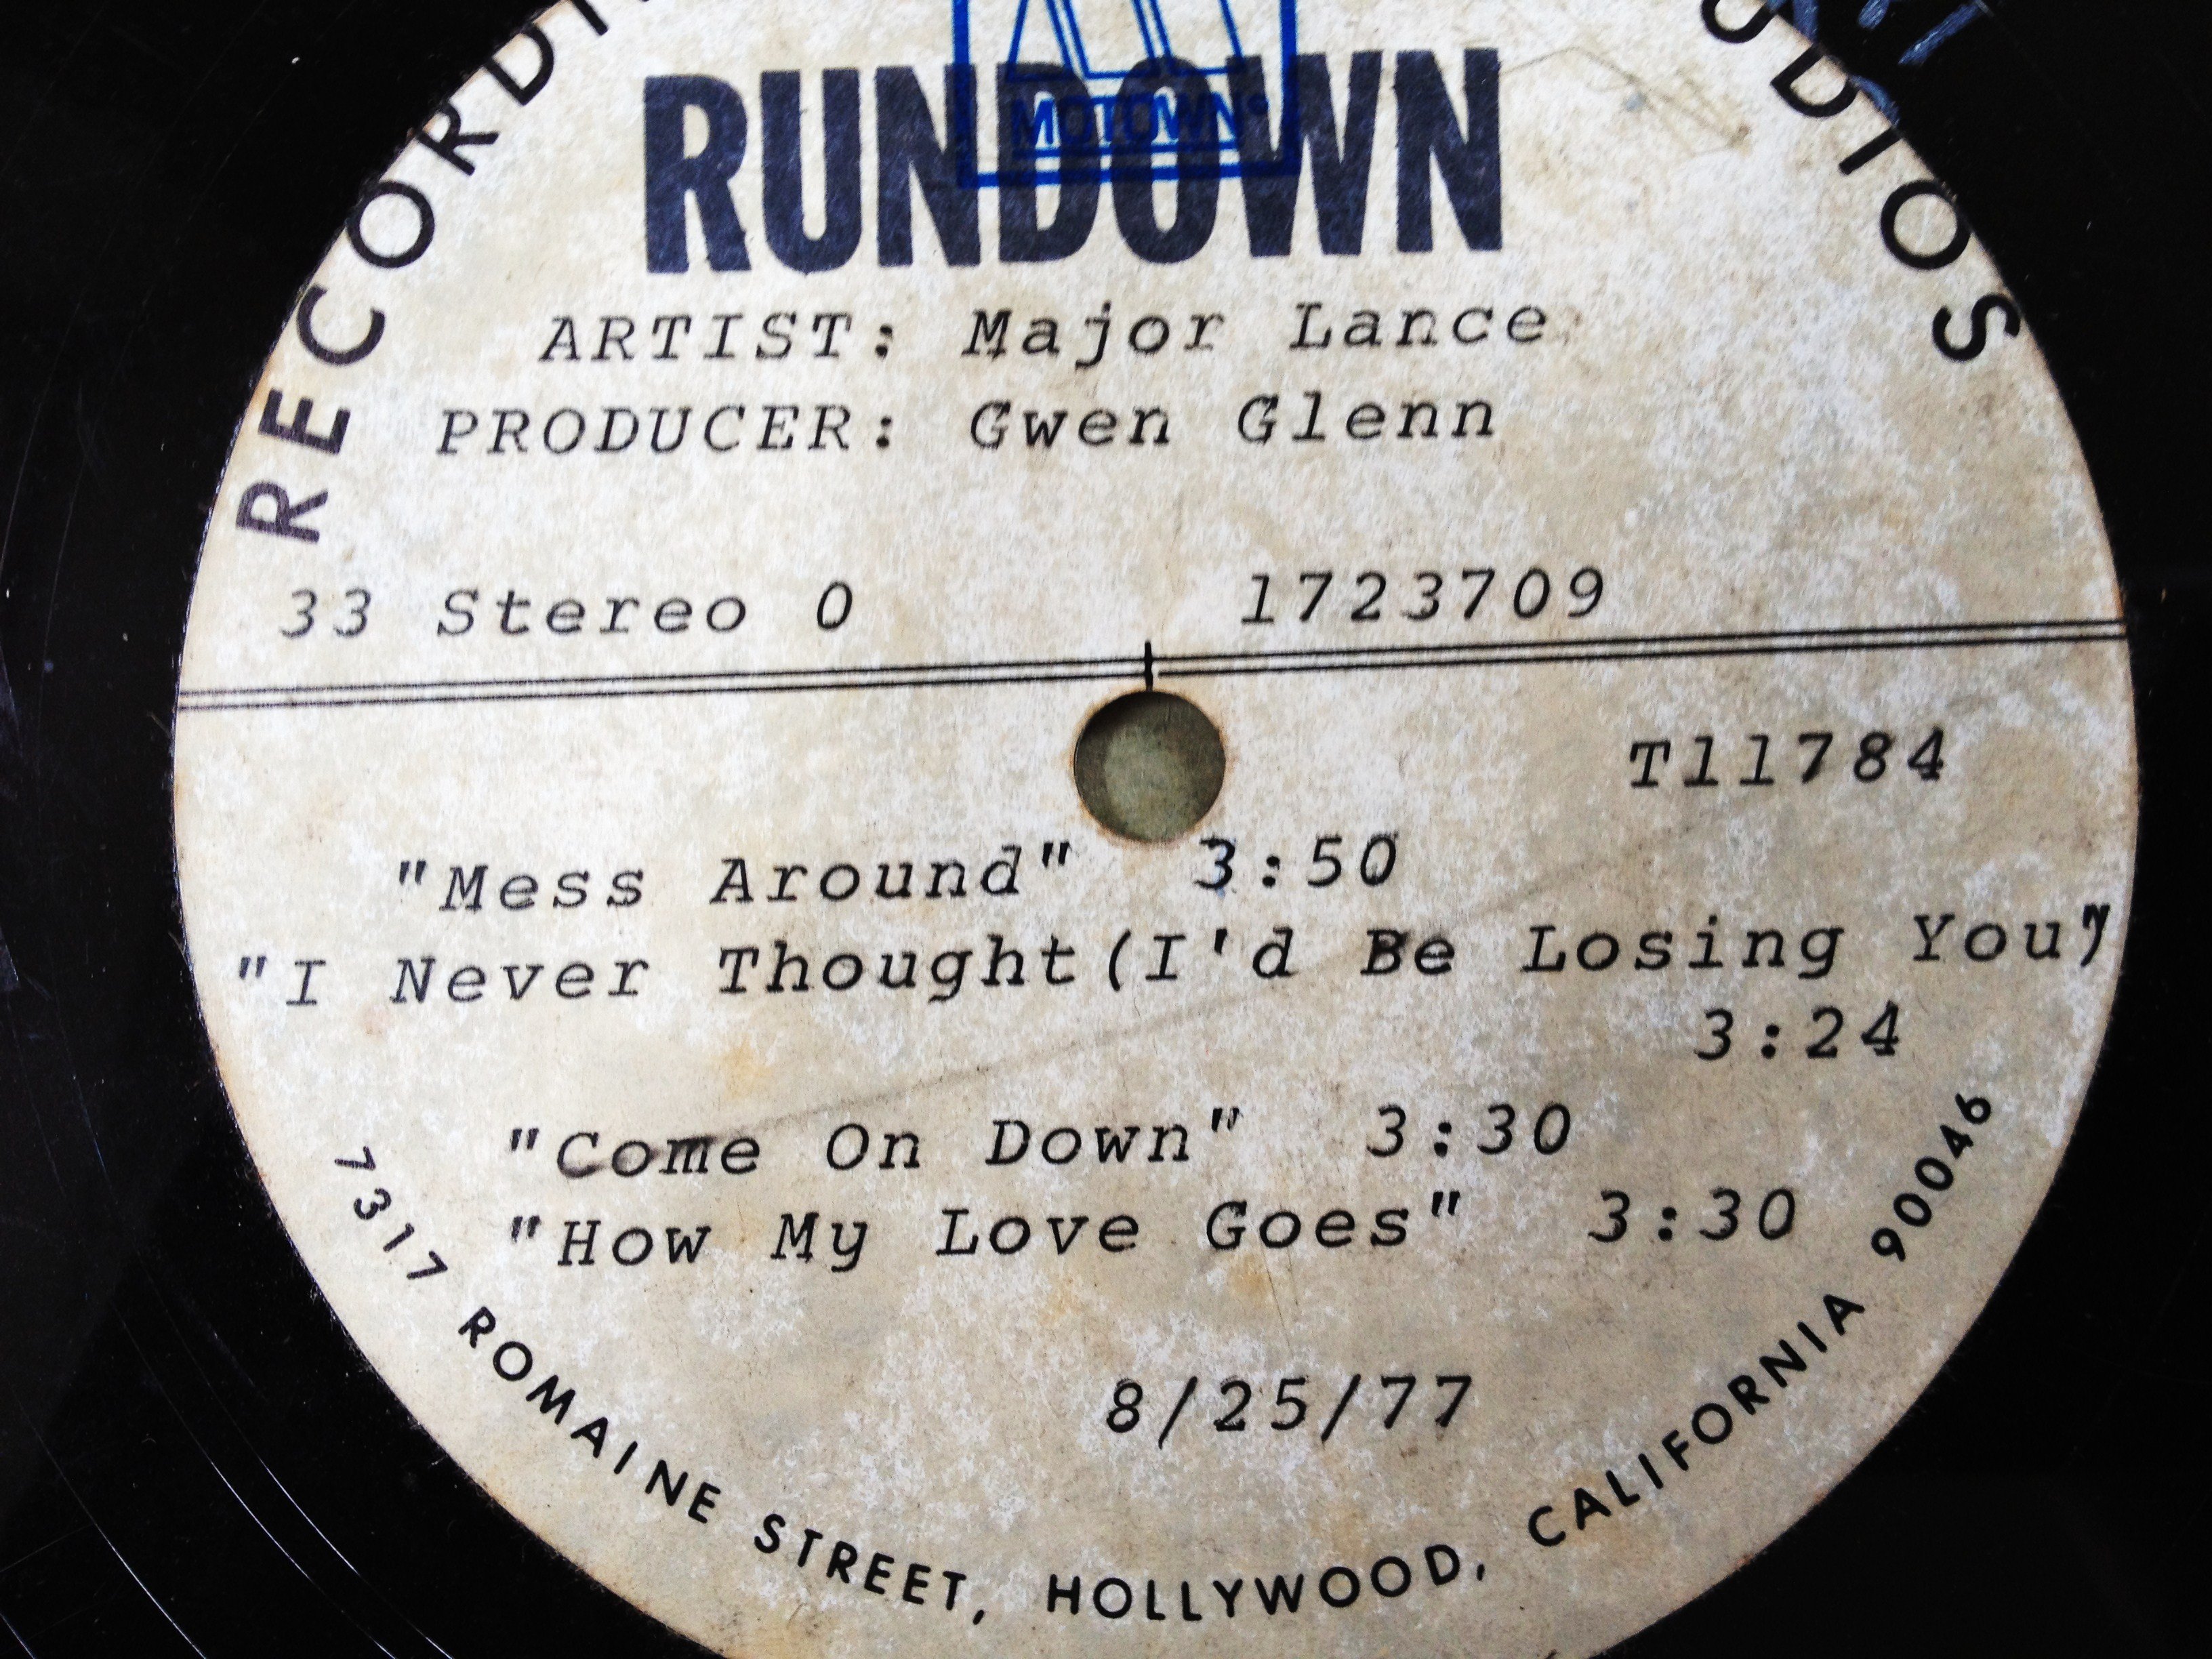 MOTOWN®
RUNDOWN
ARTIST: Major Lance
PRODUCER: Gwen Glenn
33 Stereo 0 1723709
T11784
"Mess Around" 3:50
"I Never Thought(I'd Be Losing You)"
3:24
"Come On Down" 3:30
"How My Love Goes" 3:30
8/25/77
7317 ROMAINE STREET, HOLLYWOOD, CALIFORNIA 90046